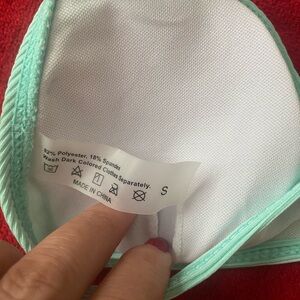 82% Polyester, 18% Spandex
Wash Dark Colored Clothes Separately.
S
MADE IN CHINA